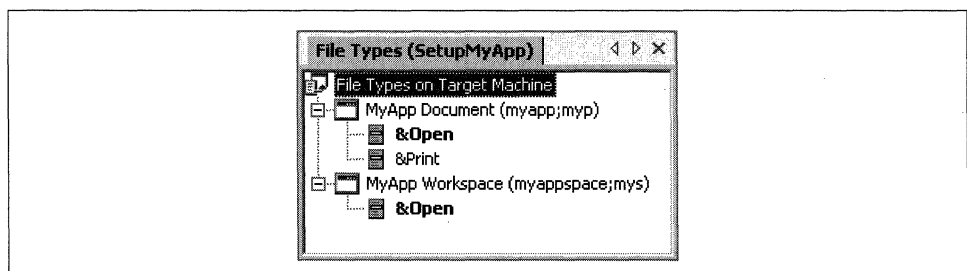 File Types (SetupMyApp)
File Types on Target Machine
MyApp Document (myapp;myp)
&Open
&Print
MyApp Workspace (myappspace;mys)
&Open